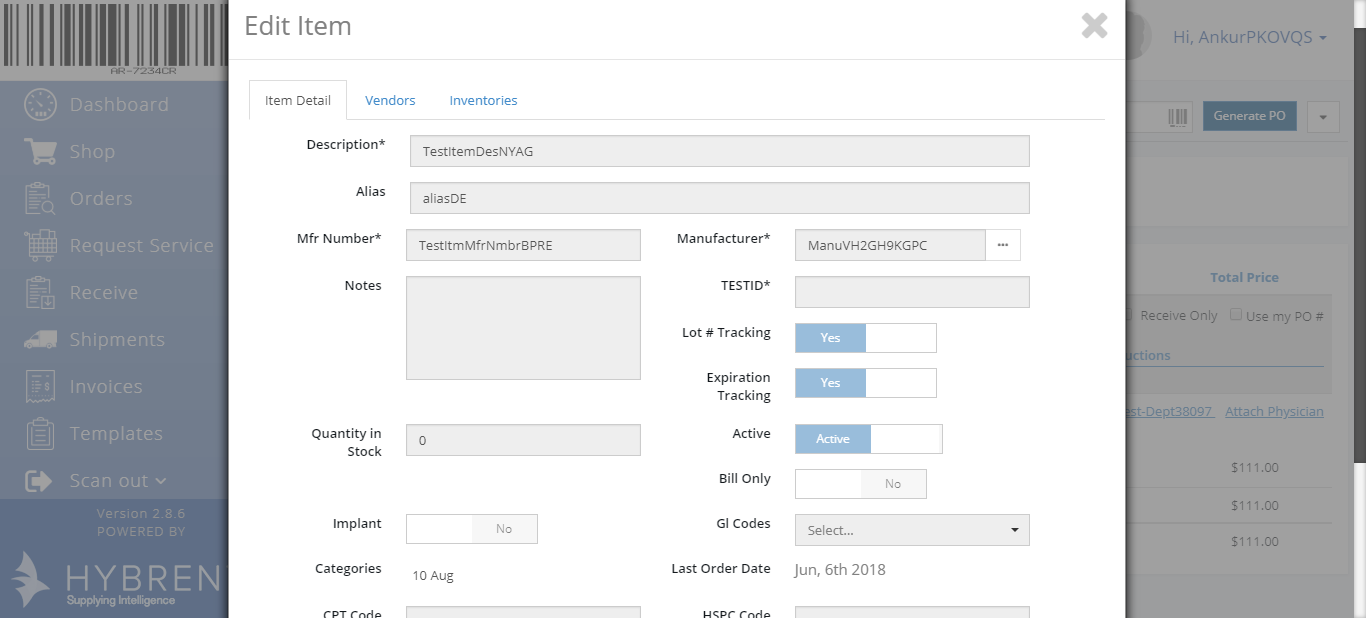 Edit Item
AR-7234CR
Hi, AnkurPKOVQS
Dashboard
Shop
Orders
Request Service
Receive
Shipments
Invoices
Templates
Scan out
Version 2.8.6
POWERED BY
HYBREN
Supplying Intelligence
Item Detail Vendors Inventories
Description* TestItemDesNYAG
Alias aliasDE
Mfr Number* TestItmMfrNmbrBPRE Manufacturer* ManuVH2GH9KGPC ...
Notes TESTID*
Lot # Tracking Yes
Expiration
Tracking Yes
Quantity in
Stock 0 Active Active
Bill Only No
Implant No Gl Codes Select...
Categories 10 Aug Last Order Date Jun, 6th 2018
CPT Code HSPC Code
Generate PO
Total Price
Receive Only Use my PO #
uctions
est-Dept38097 Attach Physician
$111.00
$111.00
$111.00